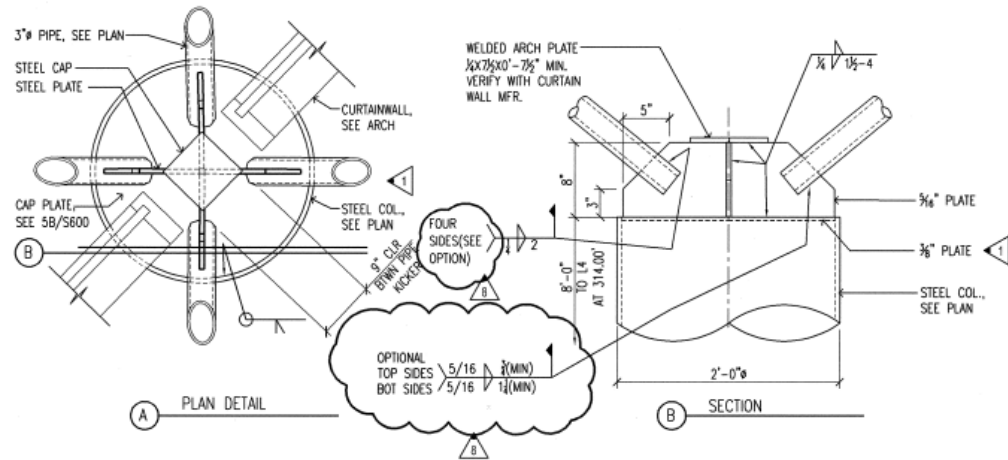 3"ø PIPE, SEE PLAN
STEEL CAP
STEEL PLATE
CURTAINWALL,
SEE ARCH
CAP PLATE,
SEE 5B/S600
STEEL COL.,
SEE PLAN
1
B
9" CLR
BTWN PIPE
KICKER
A
PLAN DETAIL
WELDED ARCH PLATE
¼X7½X0'-7½" MIN.
VERIFY WITH CURTAIN
WALL MFR.
¼
1½-4
5"
8"
3"
5/16" PLATE
3/8" PLATE
1
STEEL COL.,
SEE PLAN
FOUR
SIDES(SEE
OPTION)
2
8
8'-0"
TO L4
AT 314.00'
OPTIONAL
TOP SIDES
BOT SIDES
5/16
(MIN)
5/16
(MIN)
8
2'-0"ø
B
SECTION